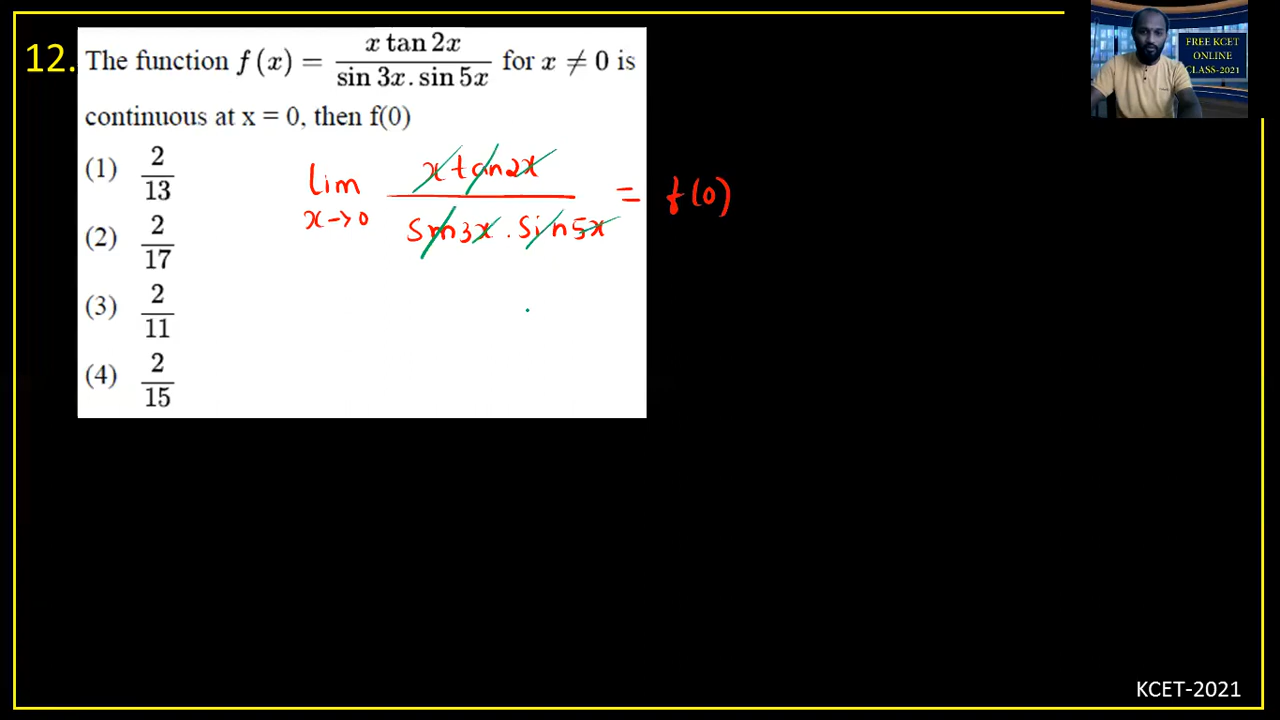 12. The function f (x) = x tan 2x / sin 3x . sin 5x for x ≠ 0 is
continuous at x = 0, then f(0)
(1) 2/13
(2) 2/17
(3) 2/11
(4) 2/15
lim x→0 x tan2x / sin3x . sin5x = f(0)
FREE KCET
ONLINE
CLASS-2021
KCET-2021